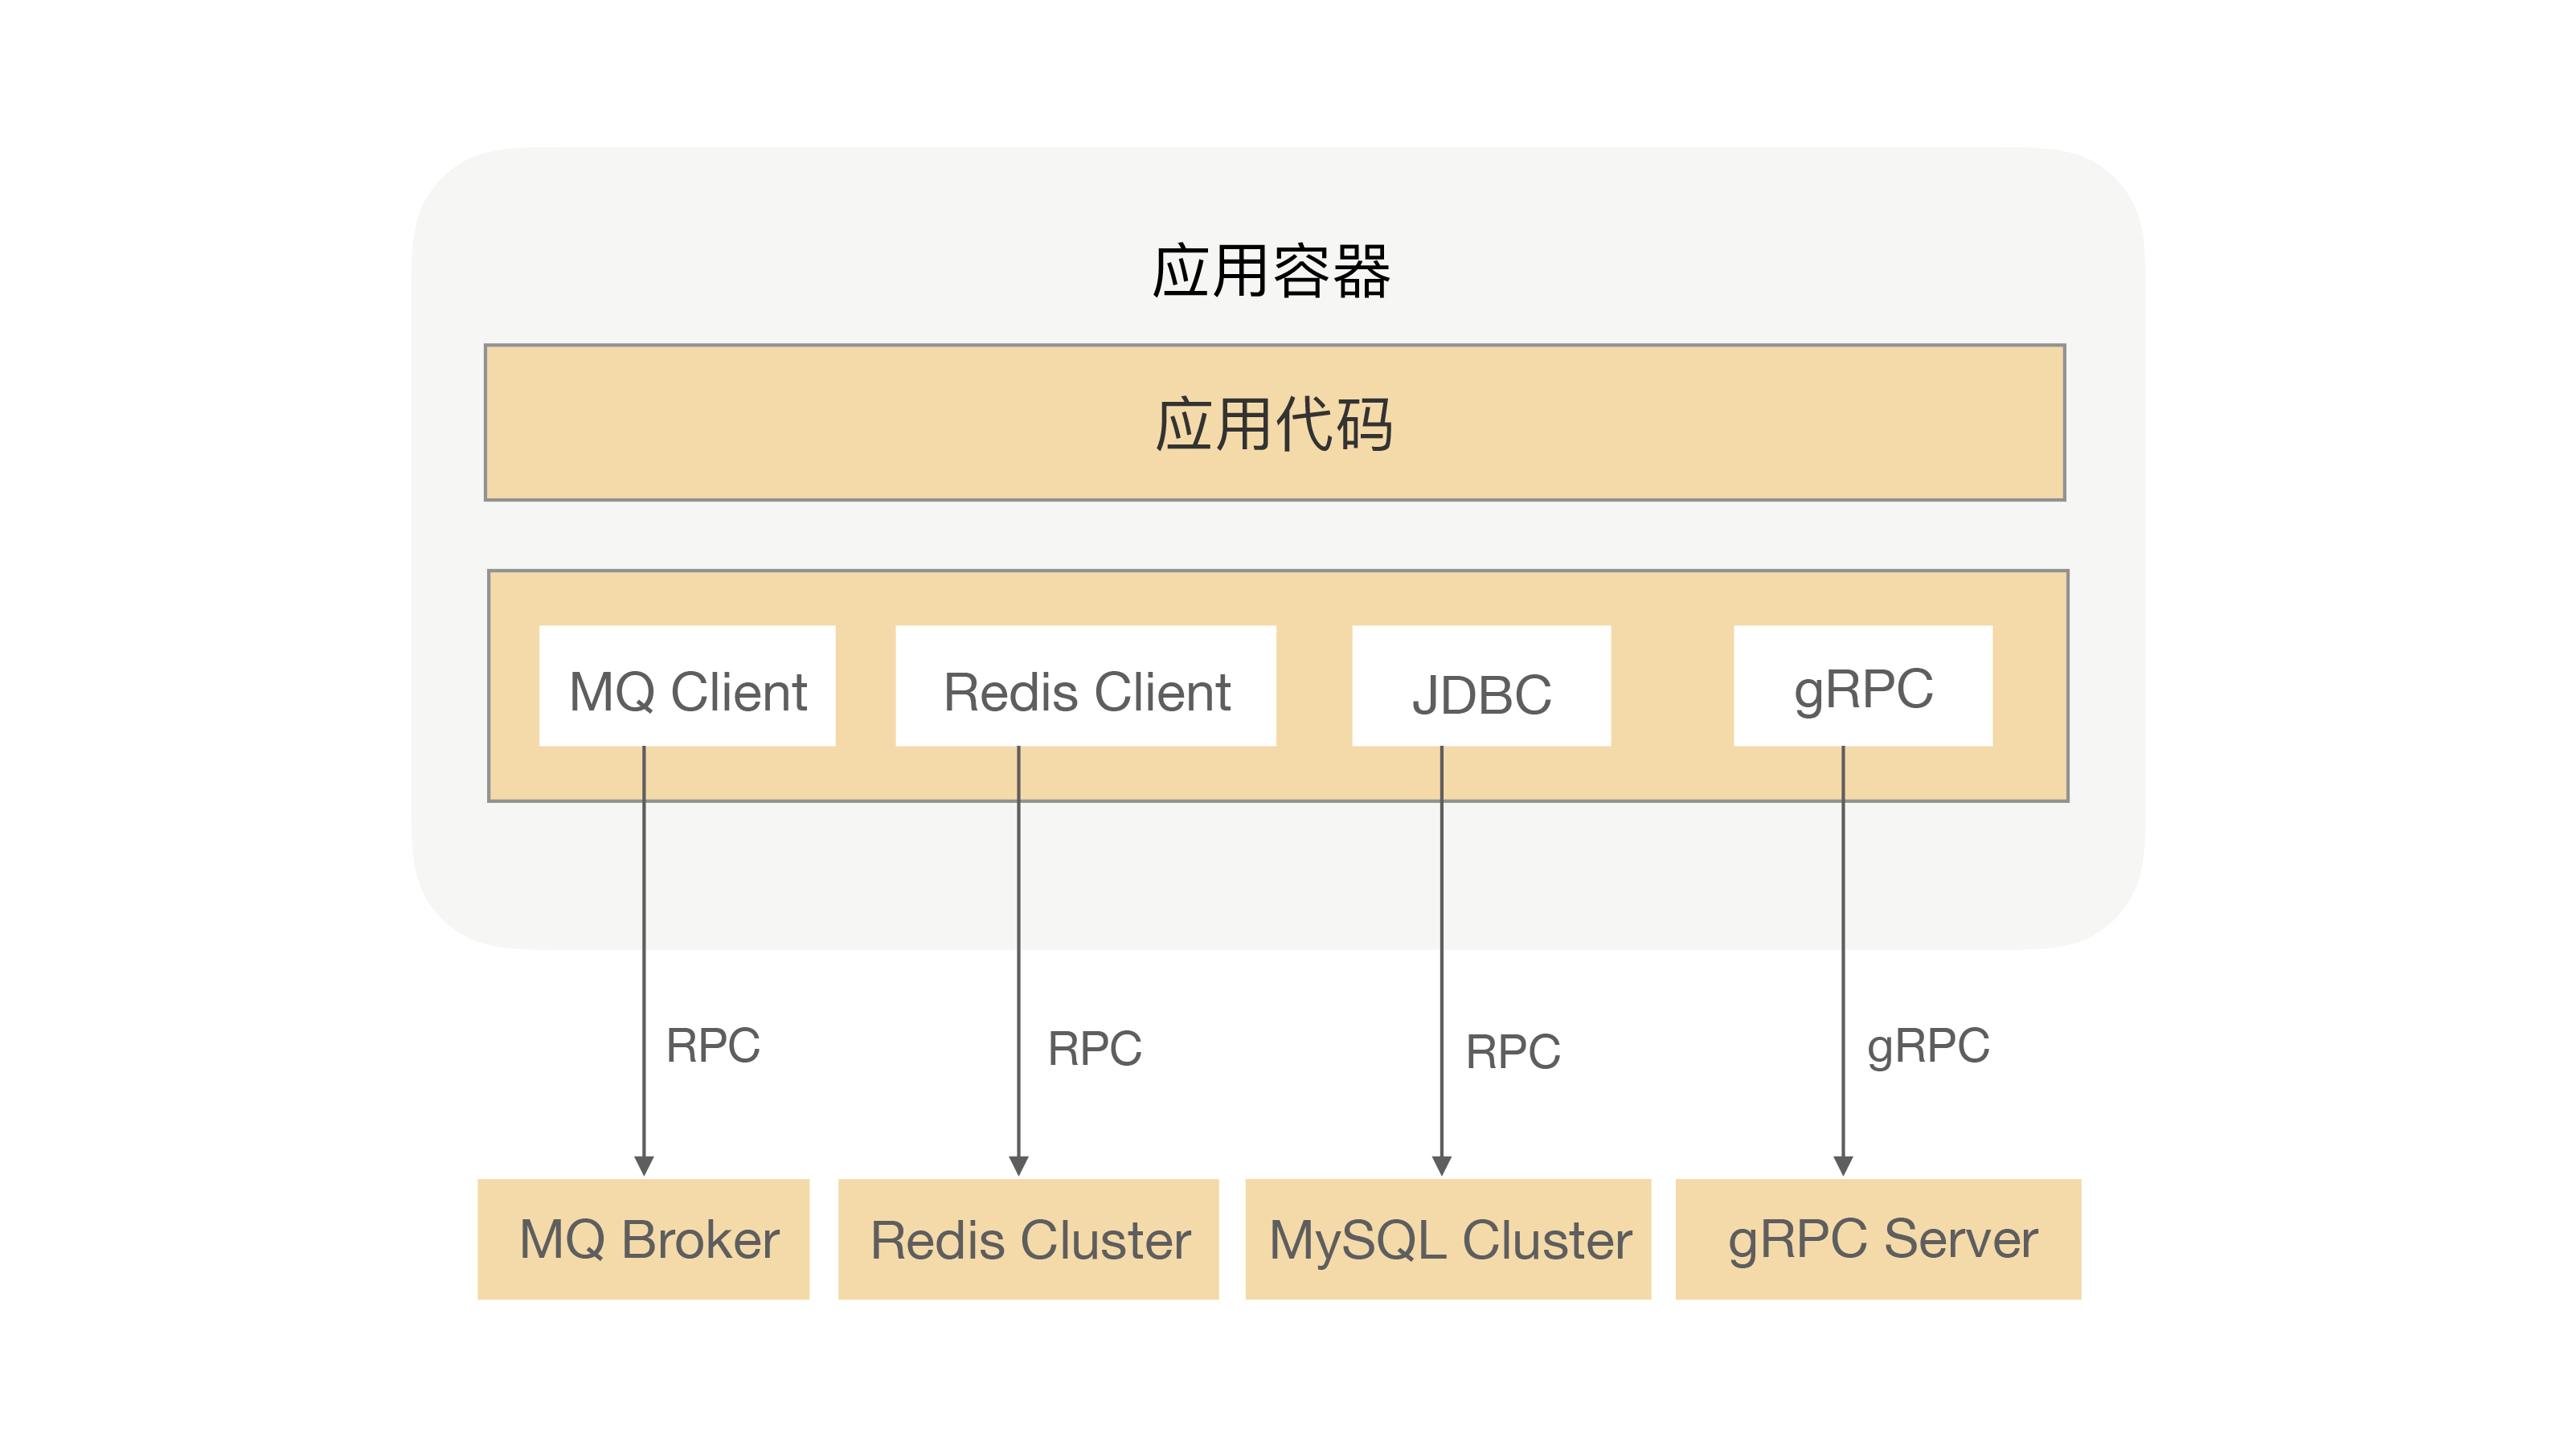 应用容器
应用代码
MQ Client
Redis Client
JDBC
gRPC
RPC
RPC
RPC
gRPC
MQ Broker
Redis Cluster
MySQL Cluster
gRPC Server